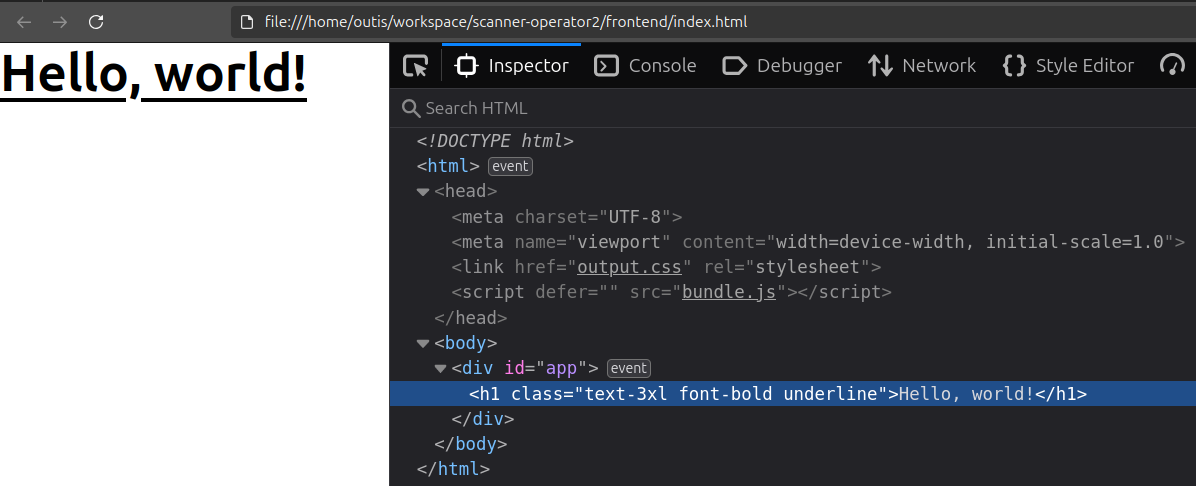 file:///home/outis/workspace/scanner-operator2/frontend/index.html
Hello, world!
Inspector Console Debugger Network Style Editor
Search HTML
<!DOCTYPE html>
<html> event
<head>
<meta charset="UTF-8">
<meta name="viewport" content="width=device-width, initial-scale=1.0">
<link href="output.css" rel="stylesheet">
<script defer="" src="bundle.js"></script>
</head>
<body>
<div id="app"> event
<h1 class="text-3xl font-bold underline">Hello, world!</h1>
</div>
</body>
</html>